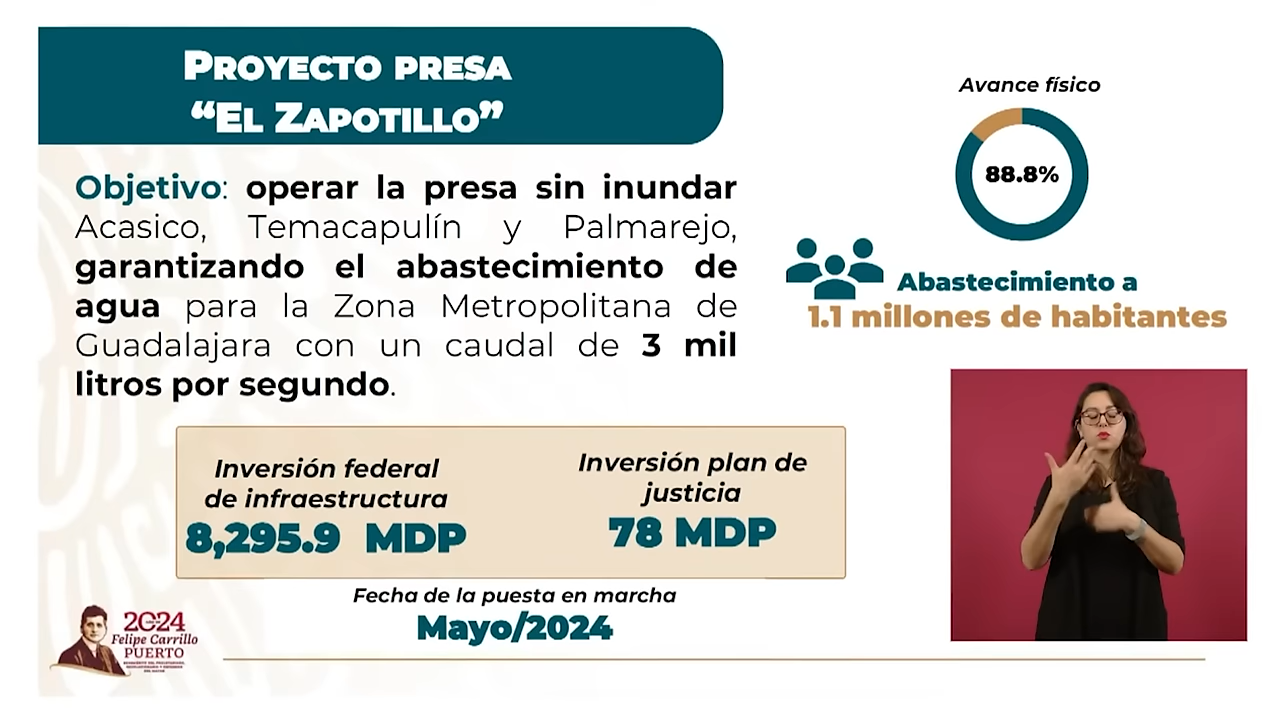 PROYECTO PRESA
“EL ZAPOTILLO”
Objetivo: operar la presa sin inundar
Acasico, Temacapulín y Palmarejo,
garantizando el abastecimiento de
agua para la Zona Metropolitana de
Guadalajara con un caudal de 3 mil
litros por segundo.
Avance físico
88.8%
Abastecimiento a
1.1 millones de habitantes
Inversión federal
de infraestructura
8,295.9 MDP
Inversión plan de
justicia
78 MDP
Fecha de la puesta en marcha
Mayo/2024
2024
Felipe Carrillo
PUERTO